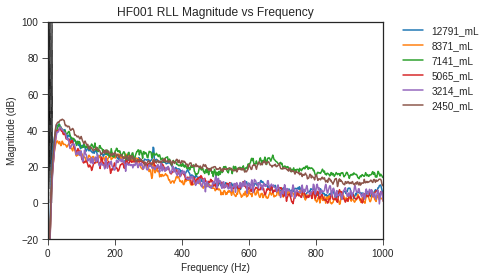 HF001 RLL Magnitude vs Frequency
100
80
60
40
20
0
−20
Magnitude (dB)
0 200 400 600 800 1000
Frequency (Hz)
12791_mL
8371_mL
7141_mL
5065_mL
3214_mL
2450_mL